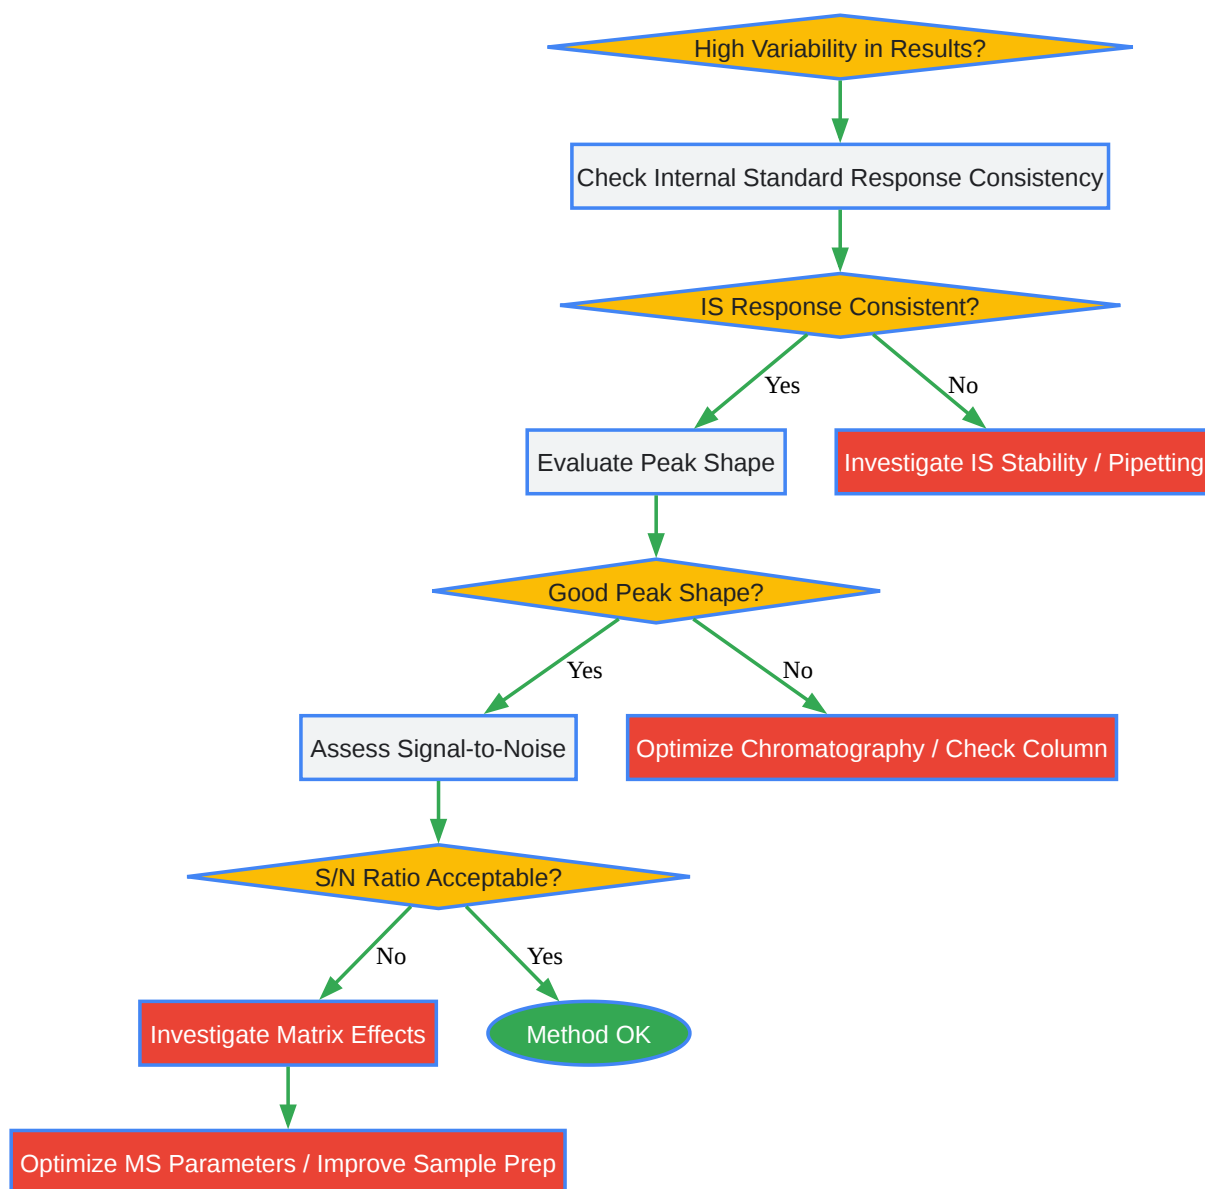 High Variability in Results?
Check Internal Standard Response Consistency
IS Response Consistent?
Yes
No
Evaluate Peak Shape
Investigate IS Stability / Pipetting
Good Peak Shape?
Yes
No
Assess Signal-to-Noise
Optimize Chromatography / Check Column
S/N Ratio Acceptable?
No
Yes
Investigate Matrix Effects
Method OK
Optimize MS Parameters / Improve Sample Prep